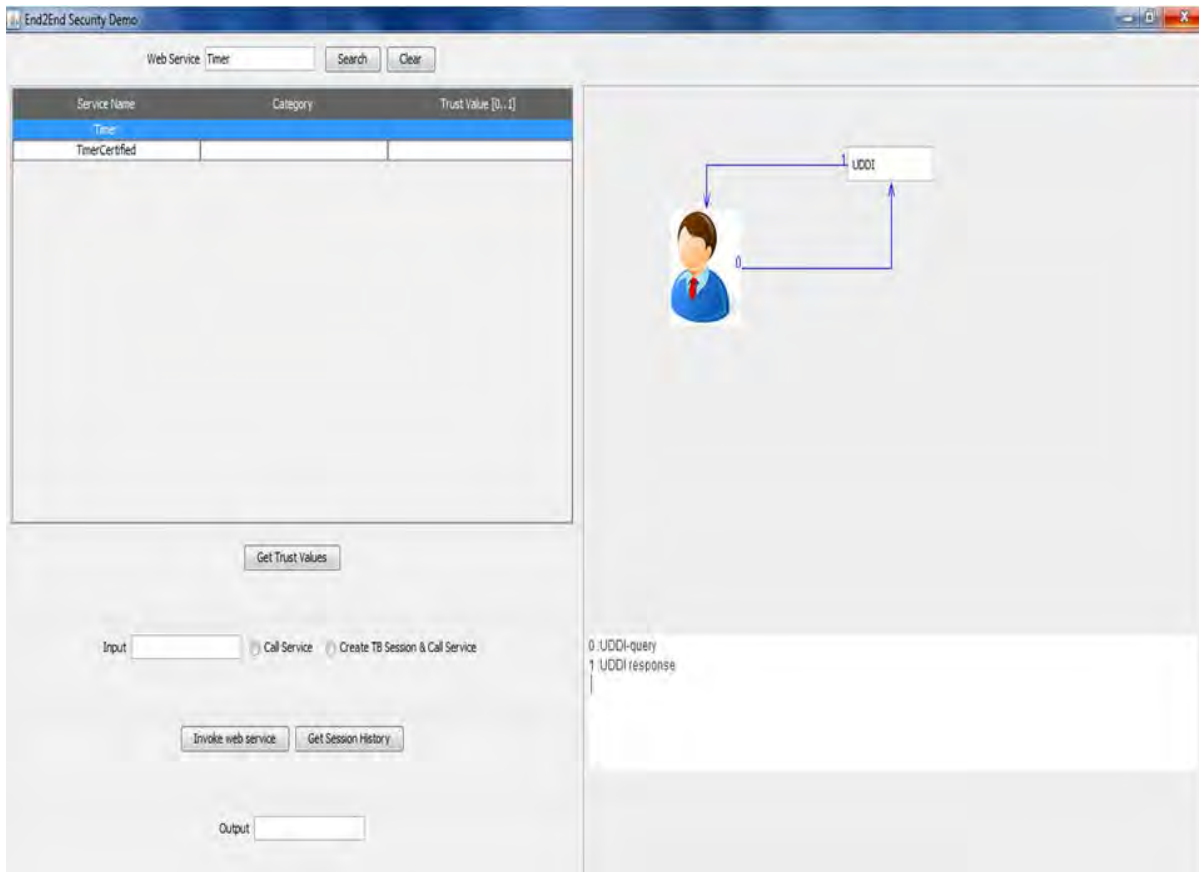 End2End Security Demo
Web Service Timer Search Clear
Service Name Category Trust Value [0..1]
Timer
TimerCertified
1 UDDI
0
Get Trust Values
Input Call Service Create TB Session & Call Service
0 :UDDI-query
1 :UDDI response
Invoke web service Get Session History
Output